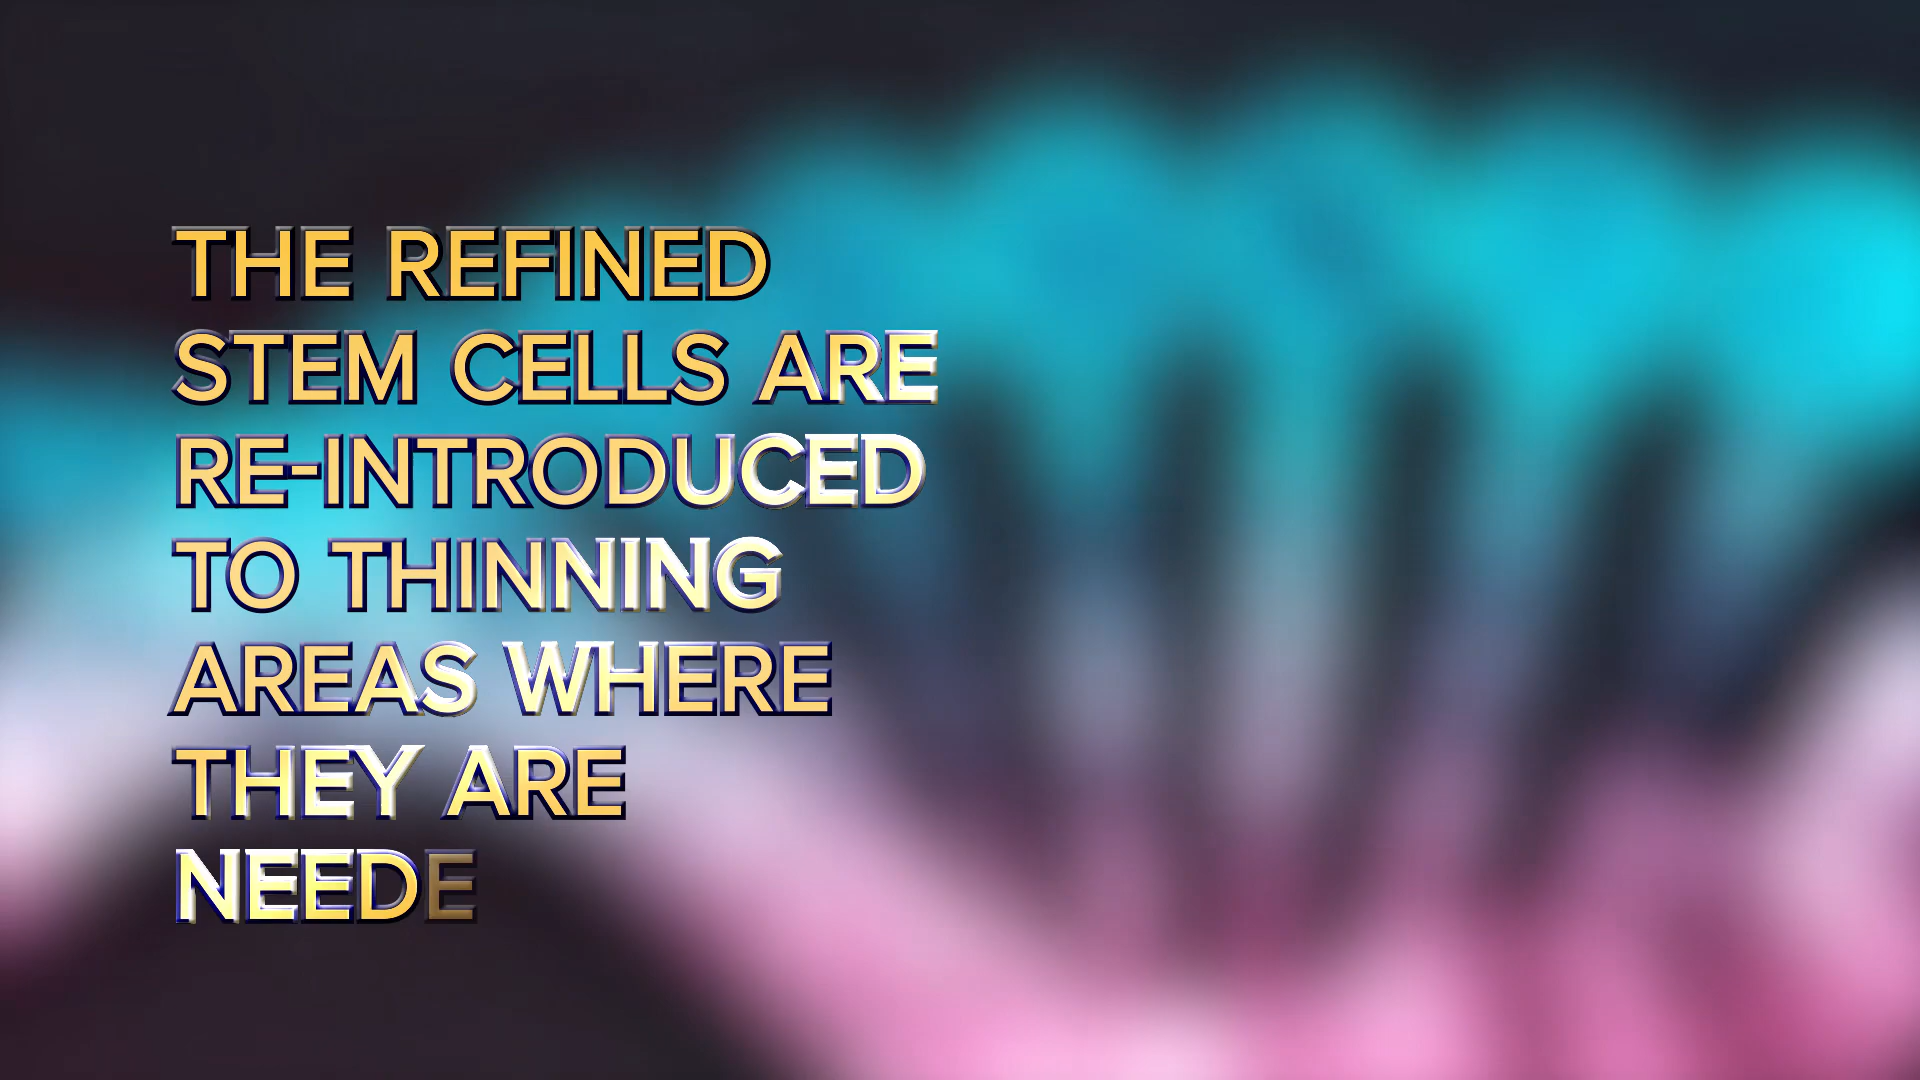 THE REFINED
STEM CELLS ARE
RE-INTRODUCED
TO THINNING
AREAS WHERE
THEY ARE
NEEDE